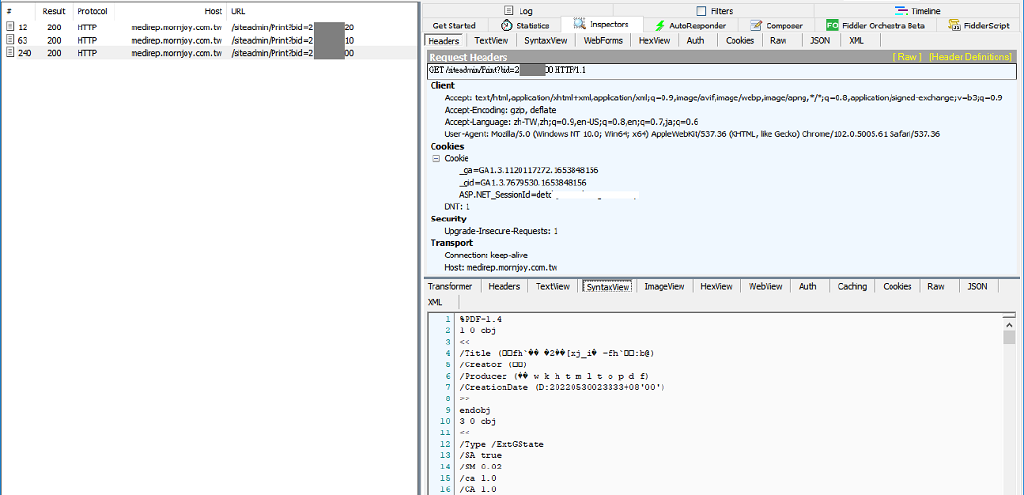 # Result Protocol Host URL
12 200 HTTP medirep.mornjoy.com.tw /siteadmin/Print?bid=2 20
63 200 HTTP medirep.mornjoy.com.tw /siteadmin/Print?bid=2 10
240 200 HTTP medirep.mornjoy.com.tw /siteadmin/Print?bid=2 00
Log Filters Timeline
Get Started Statistics Inspectors AutoResponder Composer FO Fiddler Orchestra Beta FiddlerScript
Headers TextView SyntaxView WebForms HexView Auth Cookies Raw JSON XML
Request Headers [ Raw ] [Header Definitions]
GET /siteadmin/Print?bid=2 00 HTTP/1.1
Client
Accept: text/html,application/xhtml+xml,application/xml;q=0.9,image/avif,image/webp,image/apng,*/*;q=0.8,application/signed-exchange;v=b3;q=0.9
Accept-Encoding: gzip, deflate
Accept-Language: zh-TW,zh;q=0.9,en-US;q=0.8,en;q=0.7,ja;q=0.6
User-Agent: Mozilla/5.0 (Windows NT 10.0; Win64; x64) AppleWebKit/537.36 (KHTML, like Gecko) Chrome/102.0.5005.61 Safari/537.36
Cookies
Cookie
_ga=GA1.3.1120117272.1653848156
_gid=GA1.3.7679530.1653848156
ASP.NET_SessionId=detd
DNT: 1
Security
Upgrade-Insecure-Requests: 1
Transport
Connection: keep-alive
Host: medirep.mornjoy.com.tw
Transformer Headers TextView SyntaxView ImageView HexView WebView Auth Caching Cookies Raw JSON
XML
1 %PDF-1.4
2 1 0 obj
3 <<
4 /Title (□□fh`�� �2��[xj_i� -fh`□□:b@)
5 /Creator (□□)
6 /Producer (�� w k h t m l t o p d f)
7 /CreationDate (D:20220530023333+08'00')
8 >>
9 endobj
10 3 0 obj
11 <<
12 /Type /ExtGState
13 /SA true
14 /SM 0.02
15 /ca 1.0
16 /CA 1.0